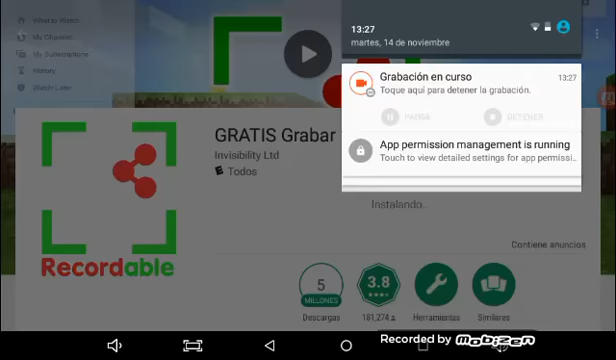 What to Watch
My Channel
My Subscriptions
History
Watch Later
13:27
martes, 14 de noviembre
Grabación en curso
13:27
Toque aquí para detener la grabación.
PAUSA
DETENER
App permission management is running
Touch to view detailed settings for app permissi...
GRATIS Grabar
Invisibility Ltd
Todos
Instalando..
Contiene anuncios
Recordable
5
MILLONES
Descargas
3.8
181,274
Herramientas
Similares
Recorded by MOBIZEN